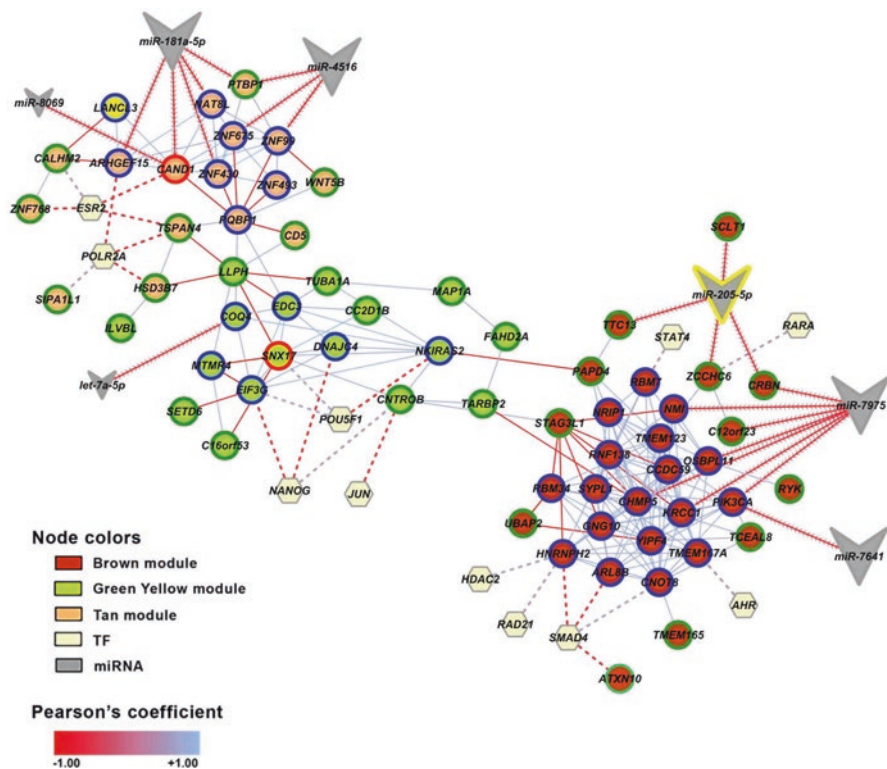 miR-181a-5p
miR-4516
PTBP1
miR-8069
LANCL3
NAT8L
ZNF675
ZNF99
CALHM2
ARHGEF15
CAND1
ZNF430
ZNF493
WNT5B
ZNF768
ESR2
PQBP1
TSPAN4
CD5
SCLT1
POLR2A
LLPH
SIPA1L1
HSD3B7
TUBA1A
MAP1A
miR-205-5p
ILVBL
COQ4
EDC3
CC2D1B
TTC13
STAT4
RARA
FAHD2A
SNX17
DNAJC4
NKIRAS2
MTMR4
PAPD4
RBM7
ZCCHC6
CRBN
let-7a-5p
EIF3G
CNTROB
TARBP2
NRIP1
NMI
miR-7975
SETD6
POU5F1
STAG3L1
TMEM123
C12orf23
C16orf53
RNF138
CCDC59
OSBPL11
NANOG
JUN
RBM34
SYPL1
CHMP5
PIK3CA
RYK
UBAP2
GNG10
KRCC1
YIPF4
TCEAL8
HNRNPH2
TMEM167A
miR-7641
HDAC2
ARL8B
CNOT8
RAD21
SMAD4
TMEM165
AHR
ATXN10
Node colors
Brown module
Green Yellow module
Tan module
TF
miRNA
Pearson's coefficient
-1.00 +1.00